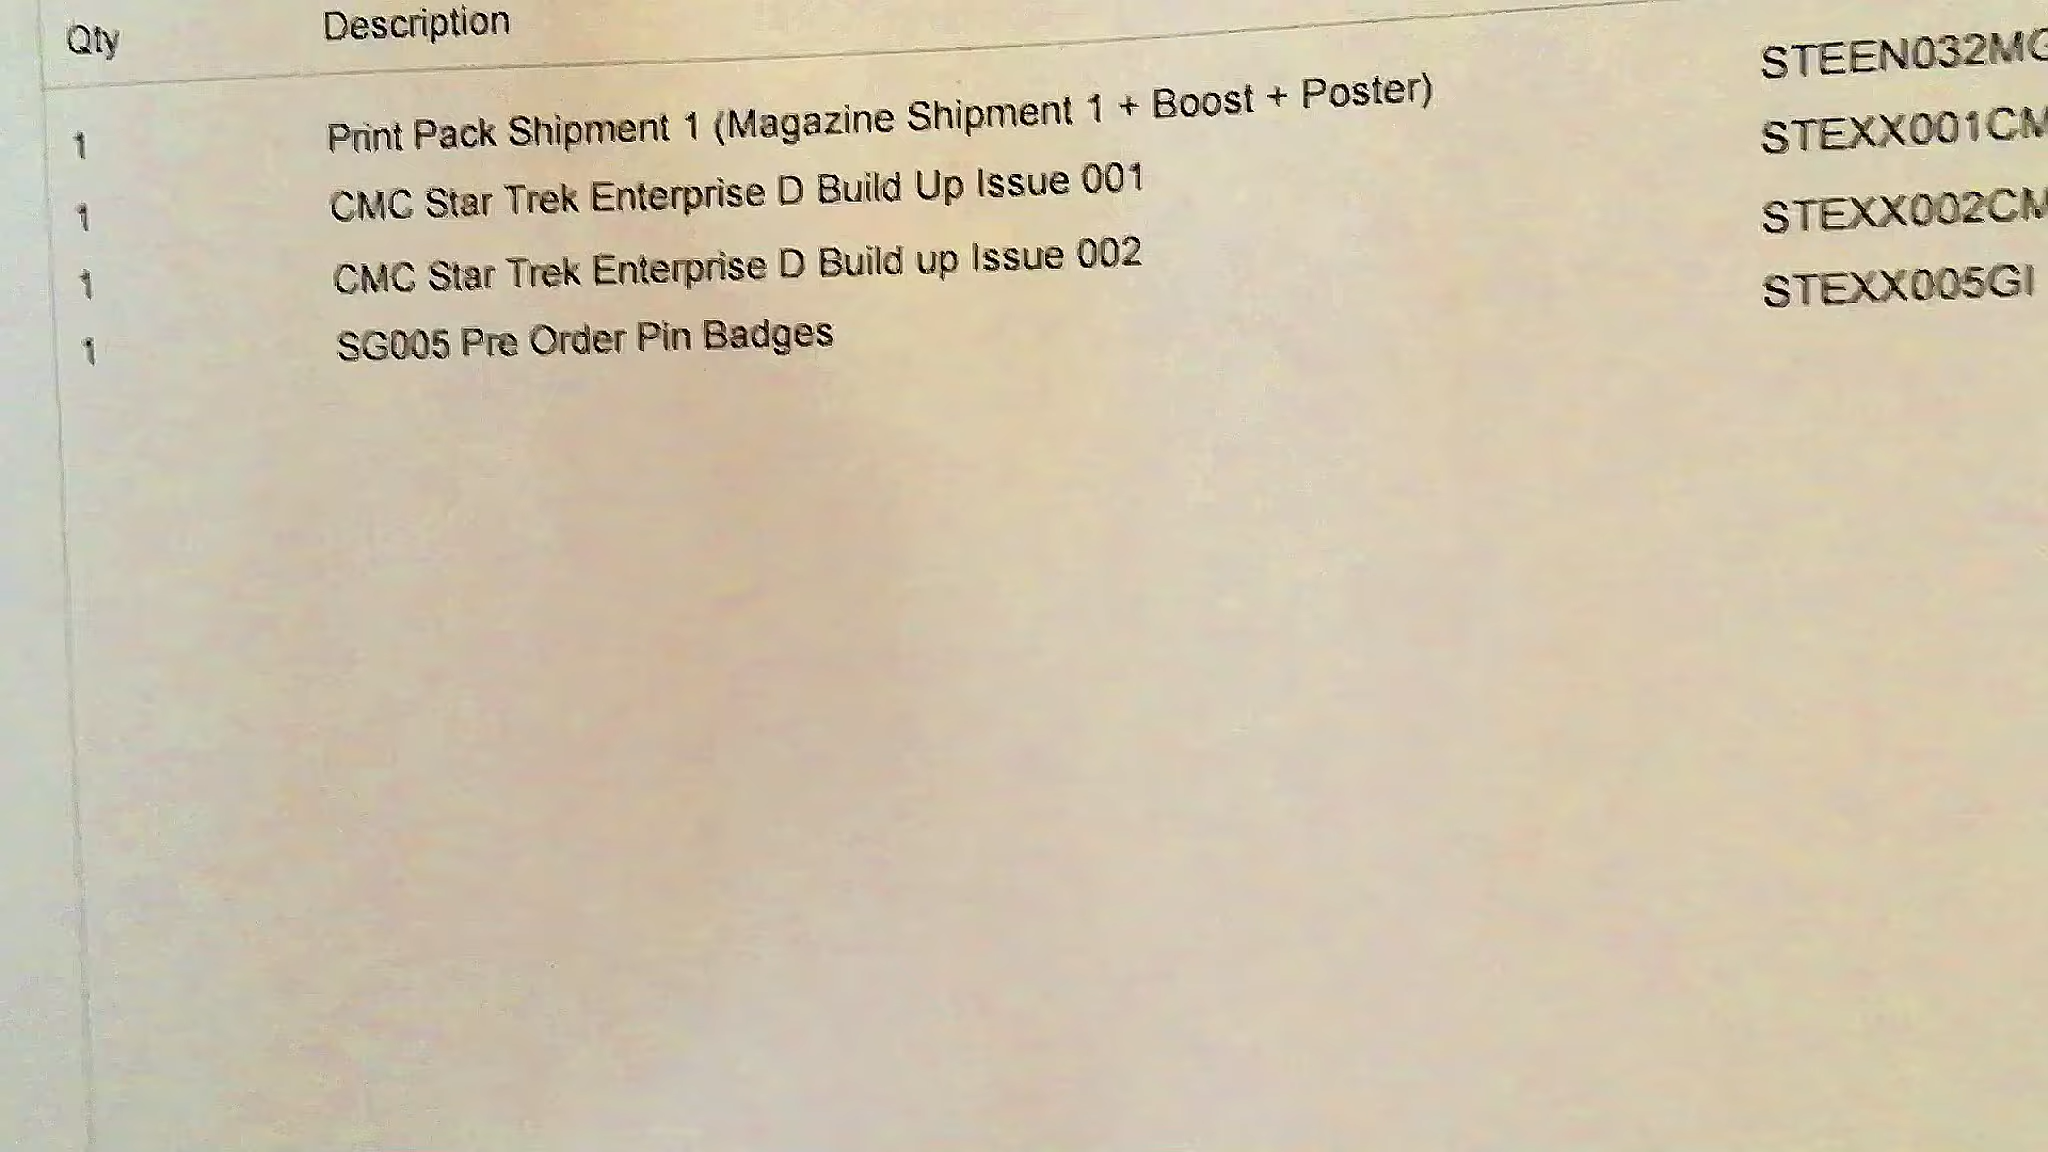 Qty Description
1 Print Pack Shipment 1 (Magazine Shipment 1 + Boost + Poster) STEEN032MG
1 CMC Star Trek Enterprise D Build Up Issue 001 STEXX001CM
1 CMC Star Trek Enterprise D Build up Issue 002 STEXX002CM
1 SG005 Pre Order Pin Badges STEXX005GI